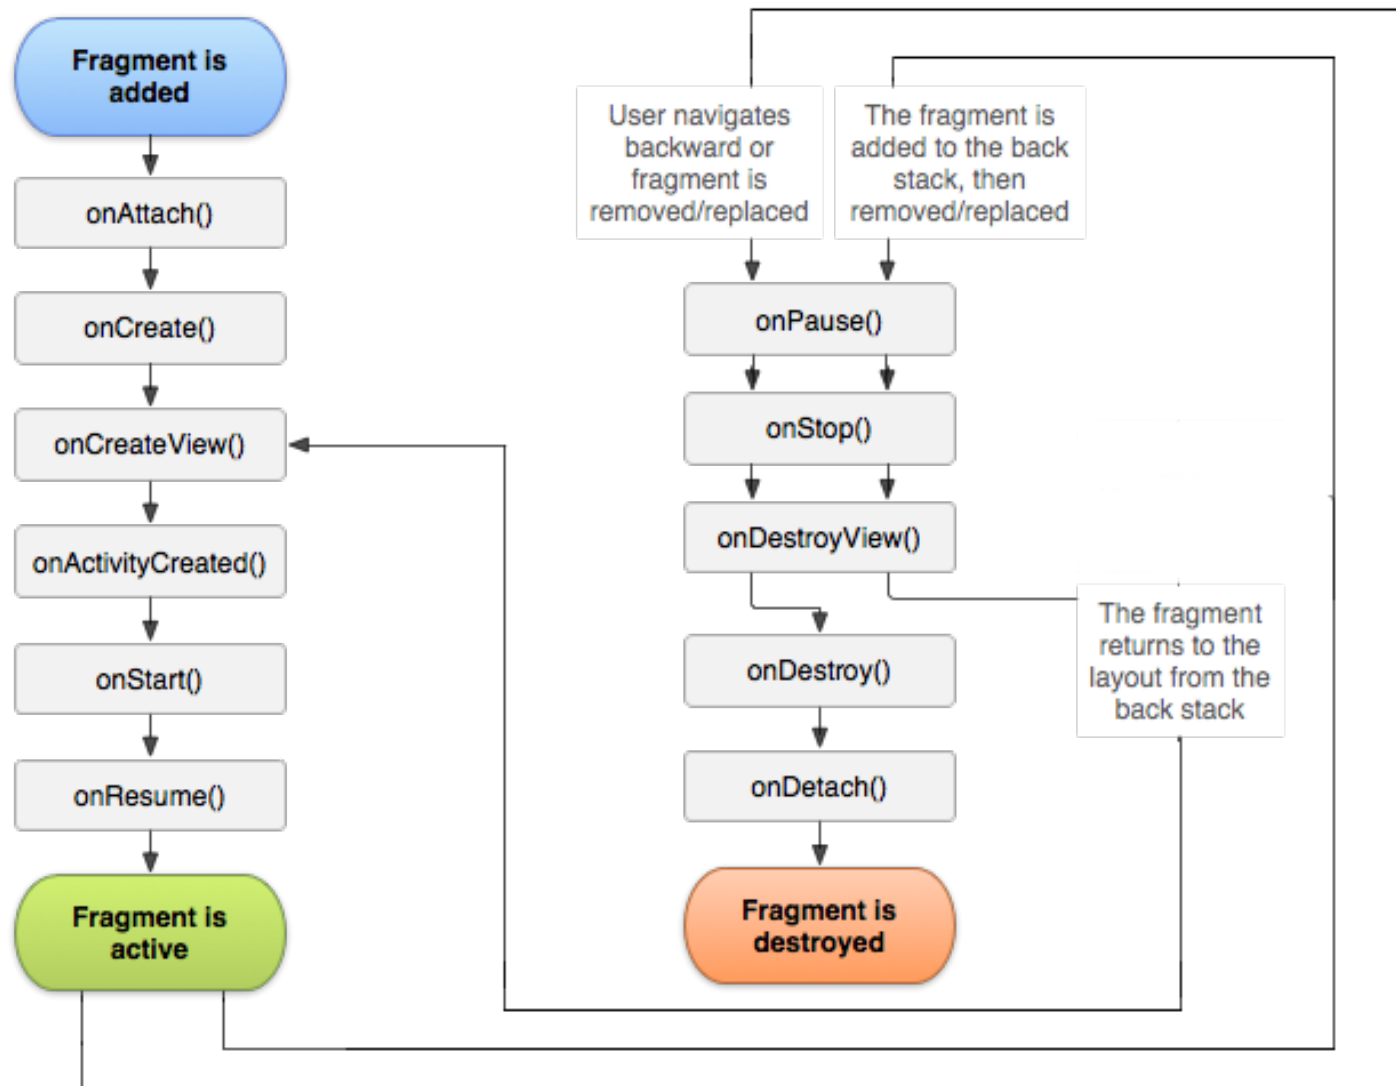 Fragment is
added
onAttach()
onCreate()
onCreateView()
onActivityCreated()
onStart()
onResume()
Fragment is
active
User navigates
backward or
fragment is
removed/replaced
The fragment is
added to the back
stack, then
removed/replaced
onPause()
onStop()
onDestroyView()
onDestroy()
onDetach()
Fragment is
destroyed
The fragment
returns to the
layout from the
back stack